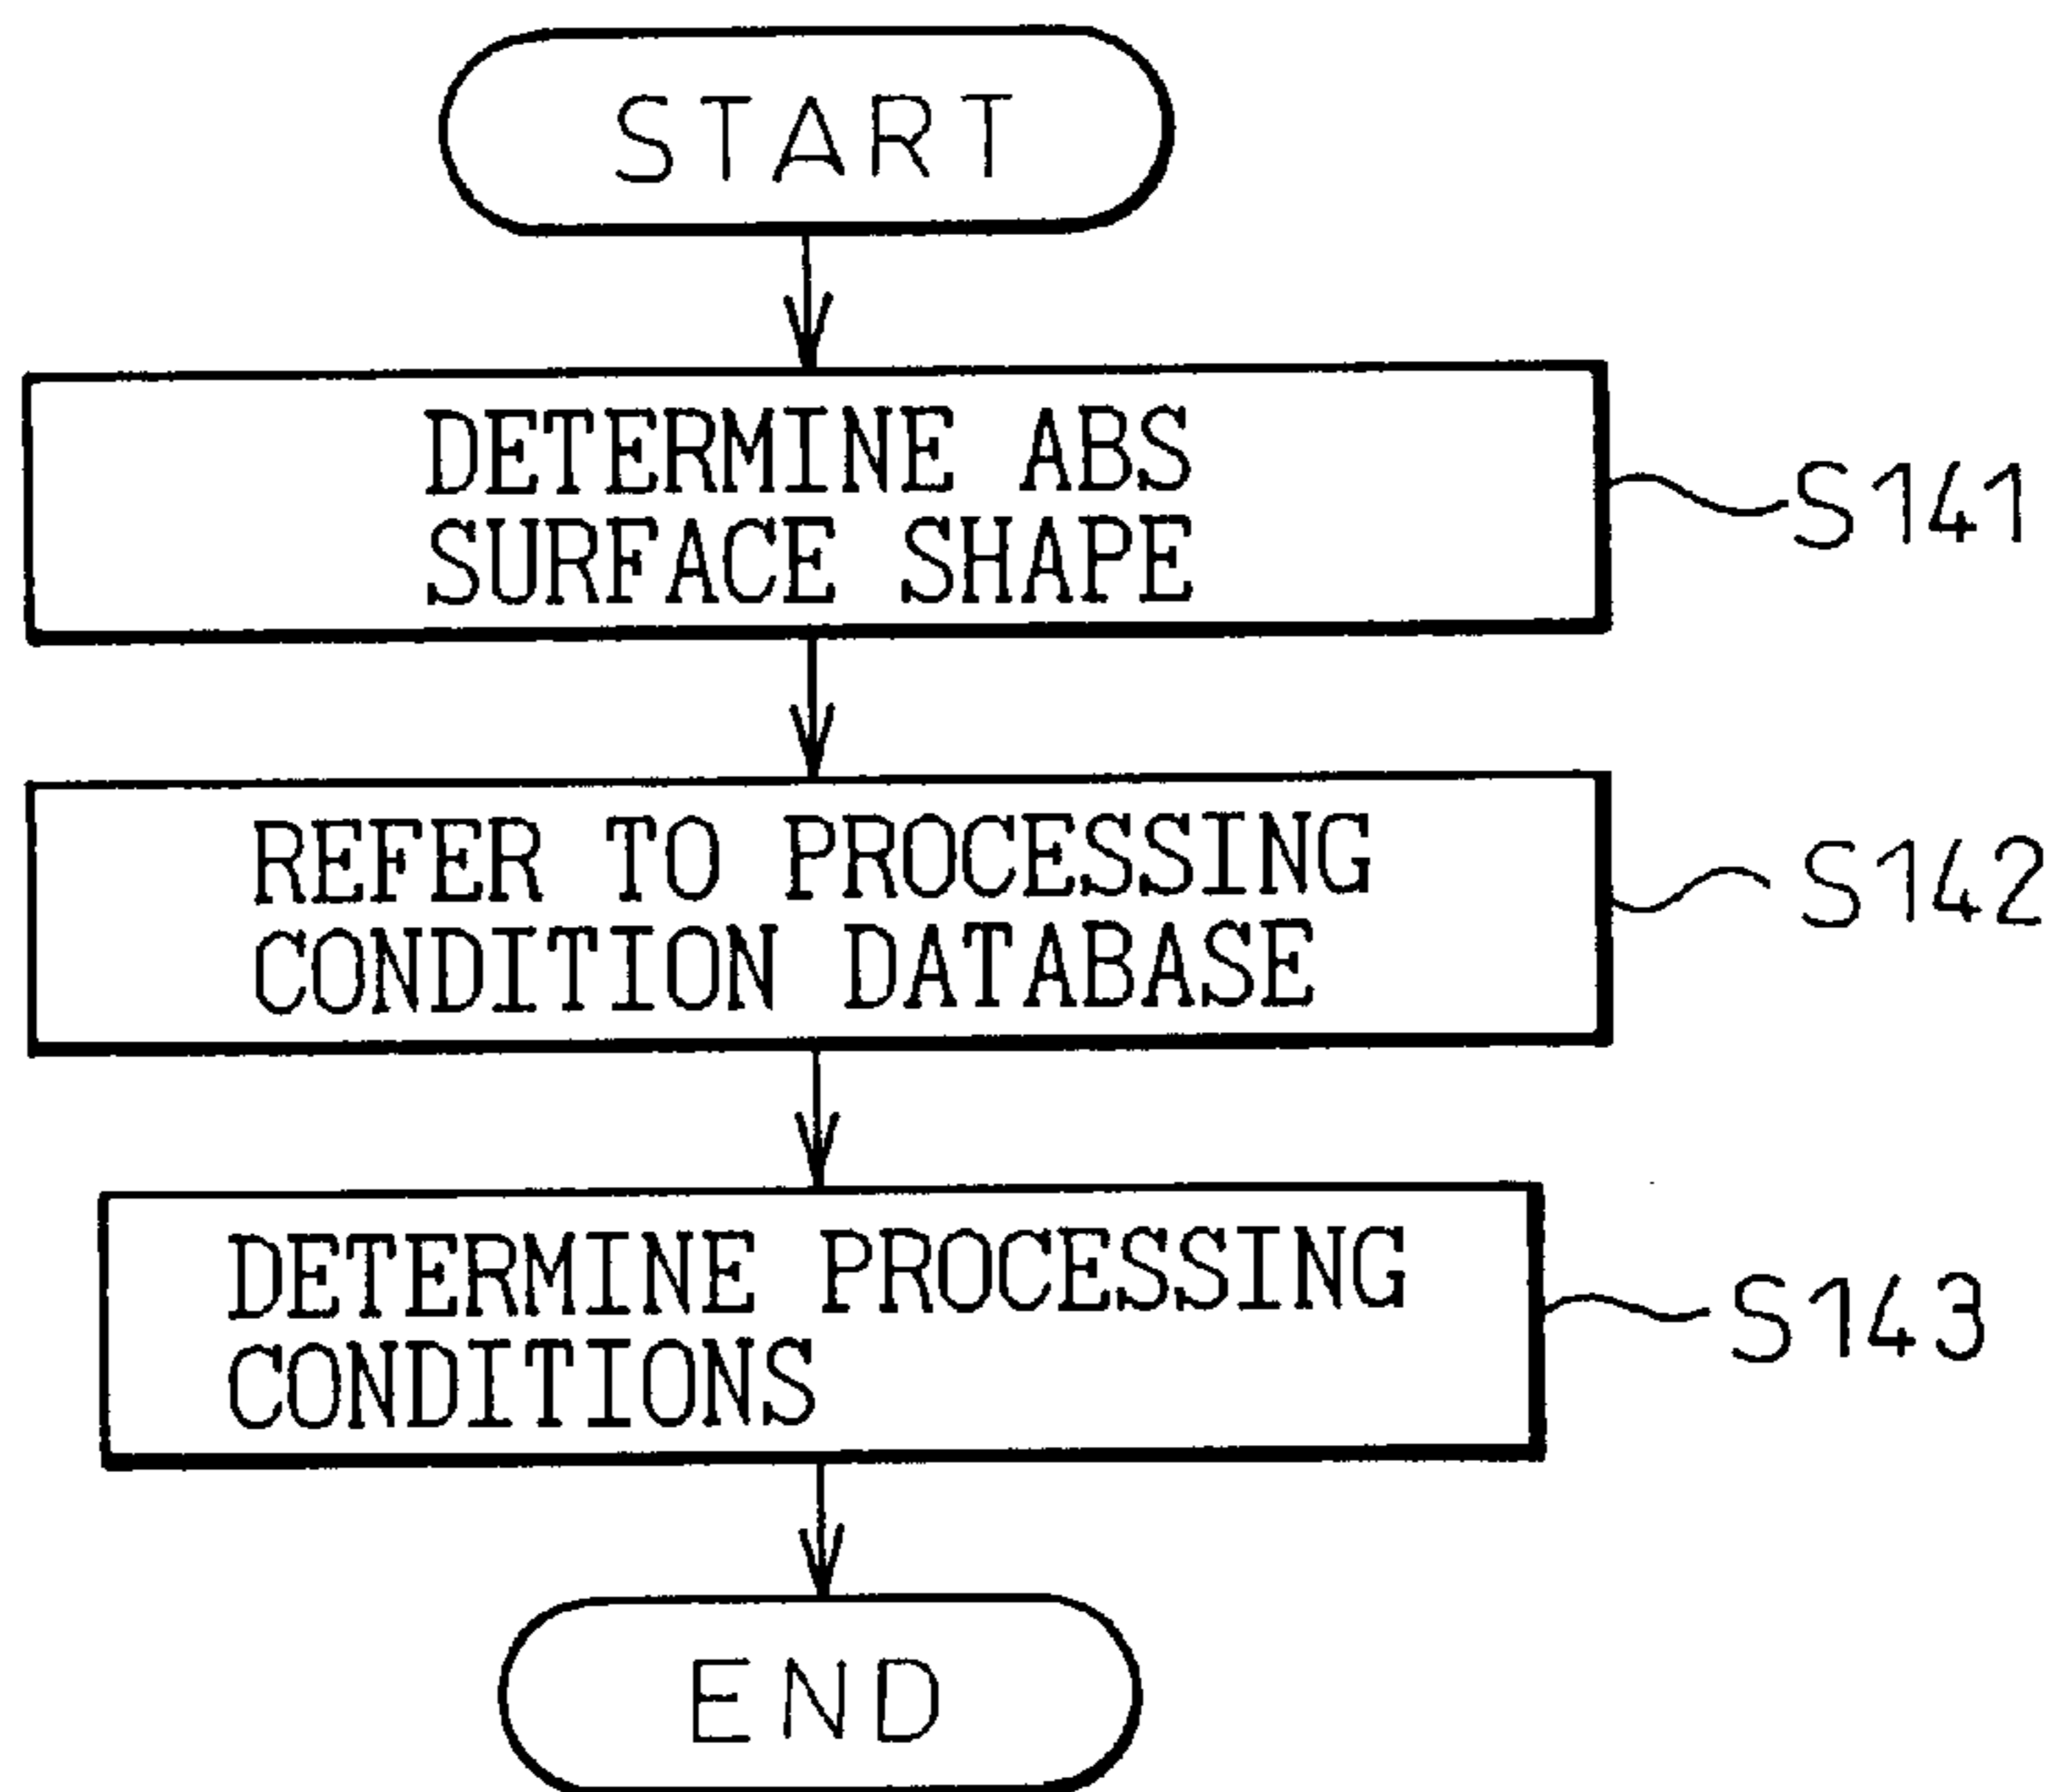 START
DETERMINE ABS
SURFACE SHAPE
S141
REFER TO PROCESSING
CONDITION DATABASE
S142
DETERMINE PROCESSING
CONDITIONS
S143
END